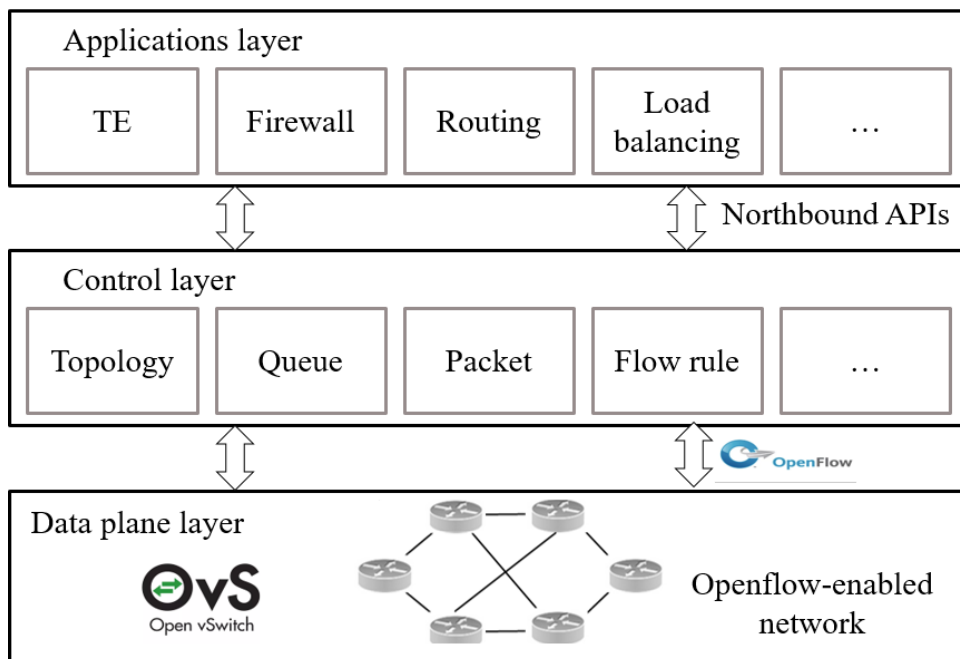 Applications layer
TE
Firewall
Routing
Load
balancing
…
Northbound APIs
Control layer
Topology
Queue
Packet
Flow rule
…
OpenFlow
Data plane layer
OvS
Open vSwitch
Openflow-enabled
network